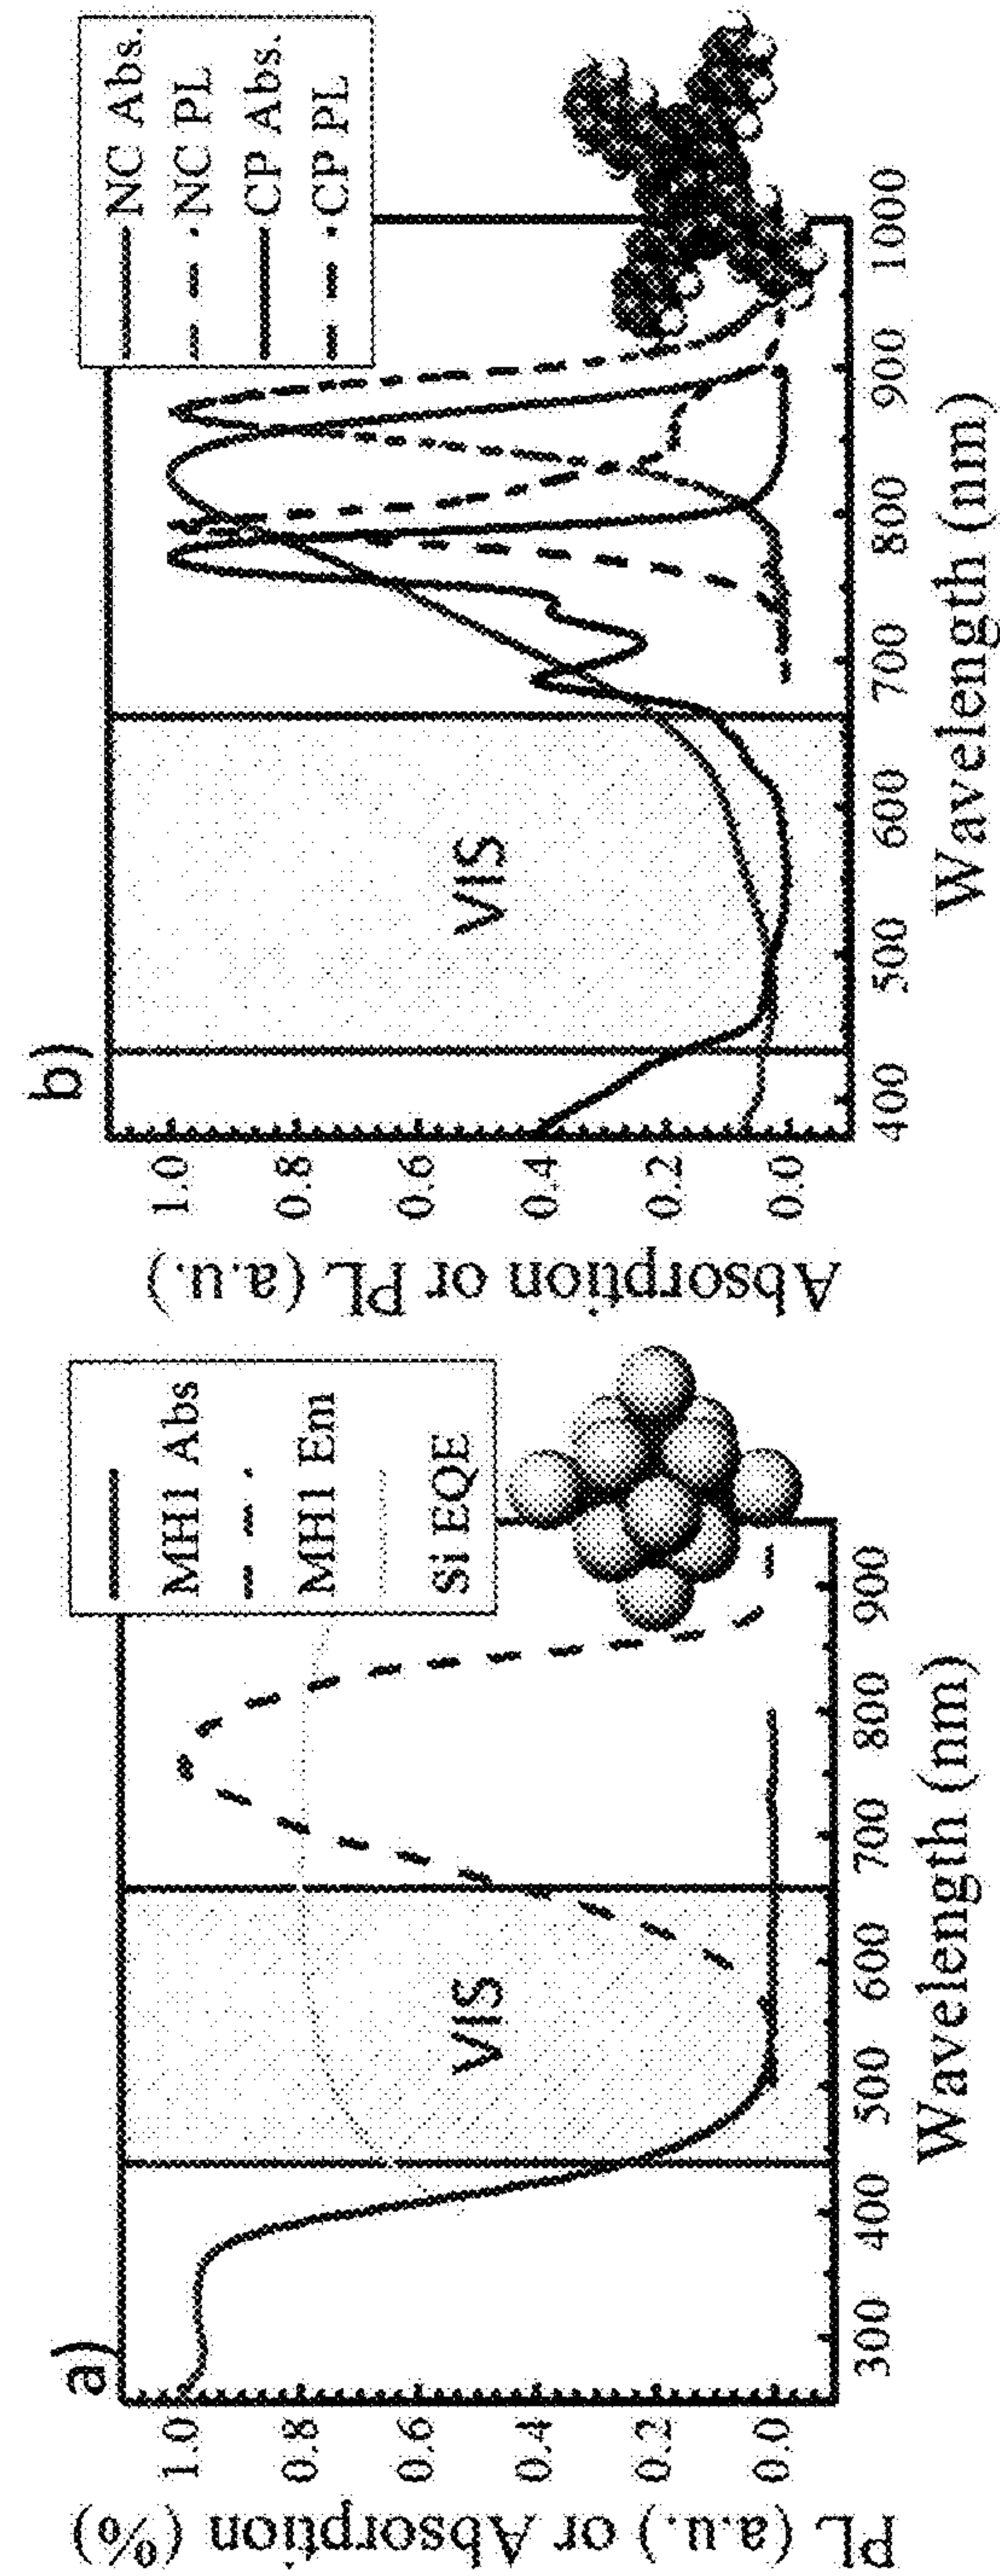 a)
PL (a.u.) or Absorption (%)
1.0
0.8
0.6
0.4
0.2
0.0
VIS
MH1 Abs
MH1 Em
Si EQE
300 400 500 600 700 800 900
Wavelength (nm)
b)
Absorption or PL (a.u.)
1.0
0.8
0.6
0.4
0.2
0.0
VIS
NC Abs.
NC PL
CP Abs.
CP PL
400 500 600 700 800 900 1000
Wavelength (nm)